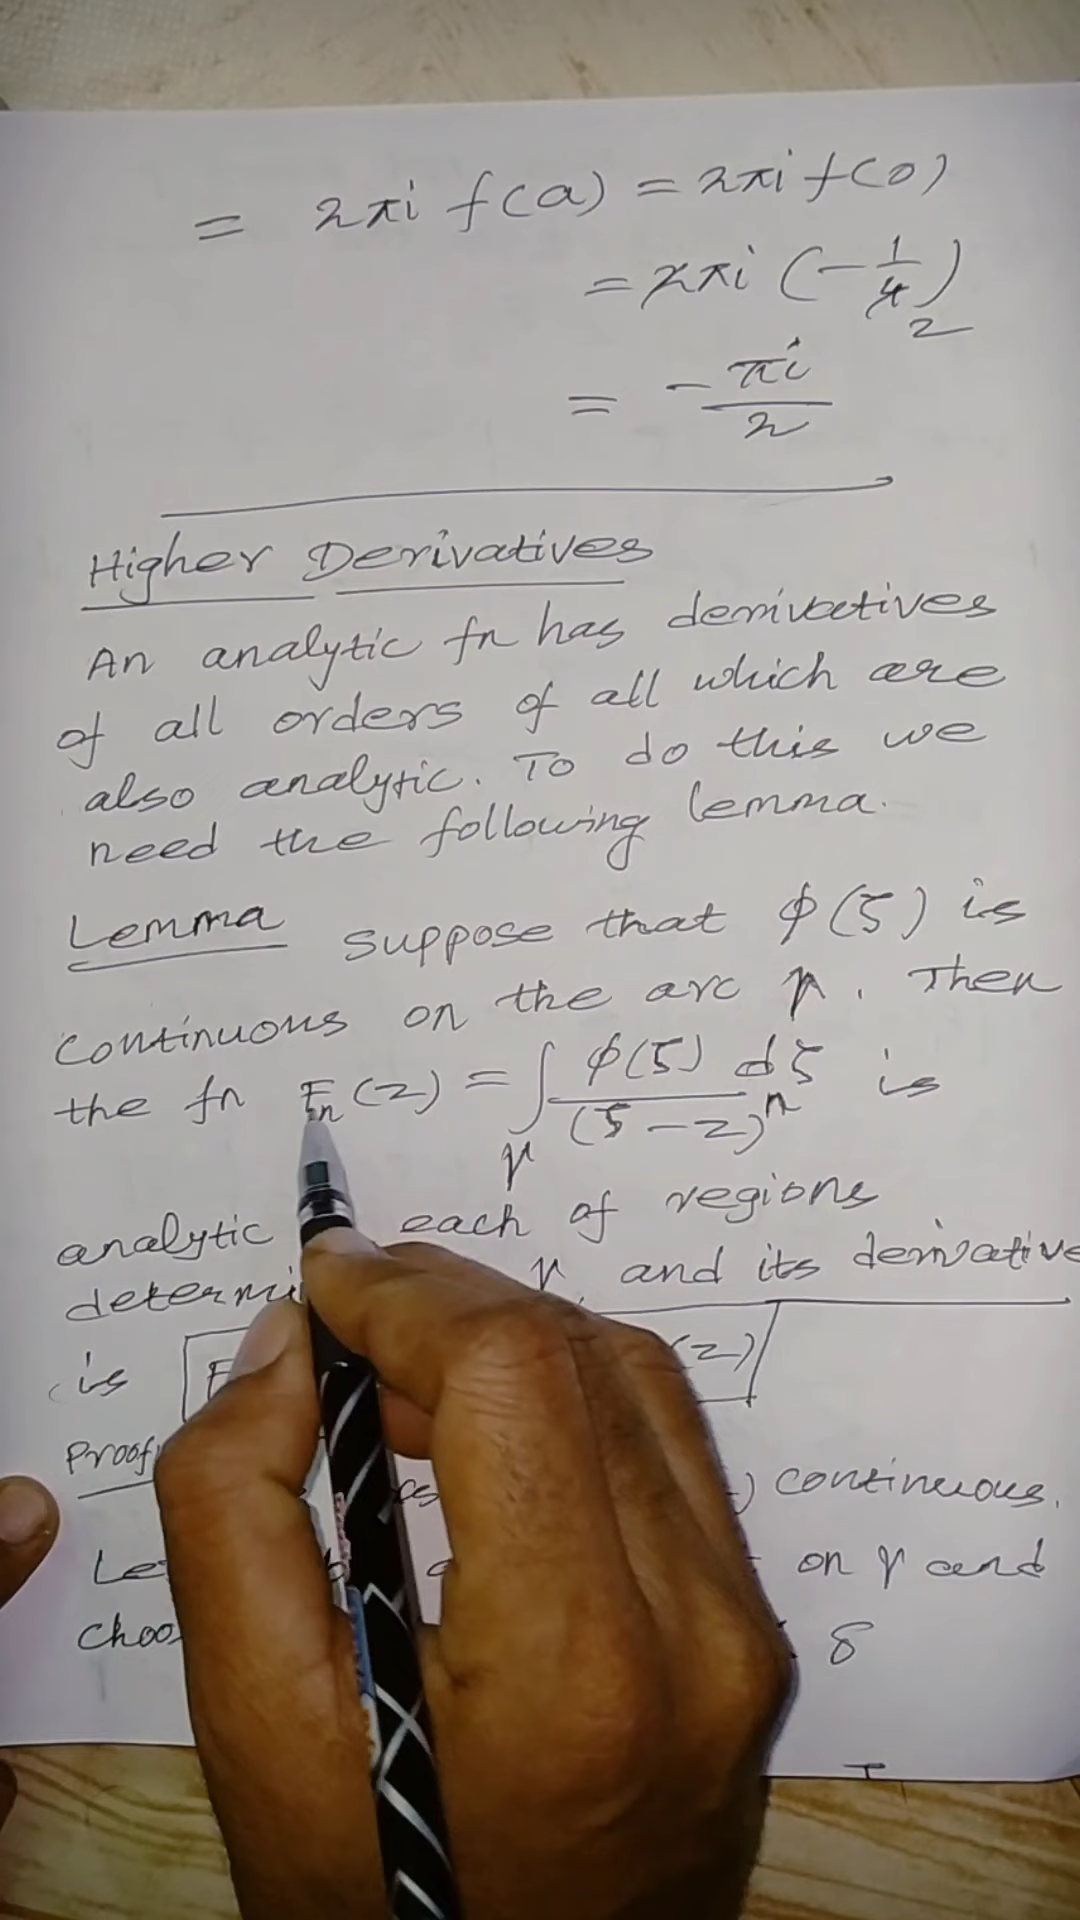 = 2πi f(a) = 2πi f(0)
= 2πi (-1/4) 2
= -πi/2
Higher Derivatives
An analytic fn has derivatives
of all orders of all which are
also analytic. To do this we
need the following lemma.
Lemma suppose that φ(ζ) is
continuous on the arc γ. Then
the fn Fn(z) = ∫γ φ(ζ) dζ / (ζ-z)^n is
analytic each of regions
γ and its derivative
is (z)
Proof continuous.
on γ and
δ